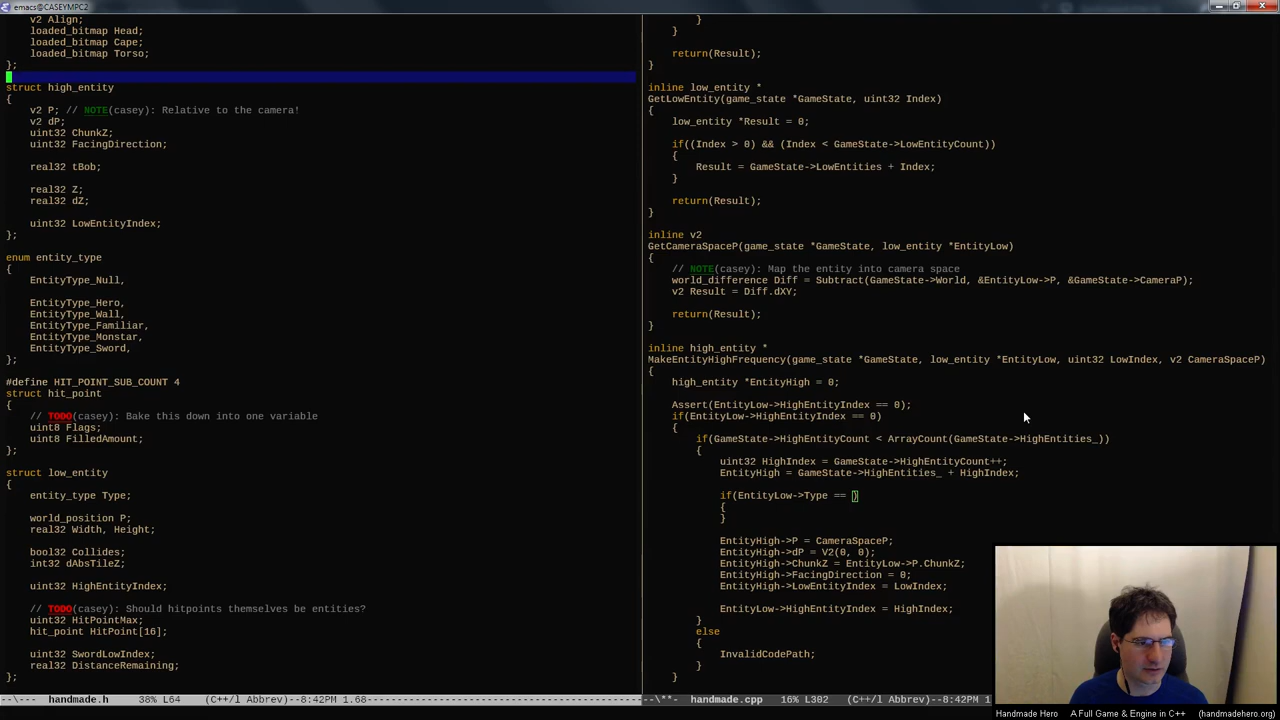 emacs@CASEYMPC2
v2 Align;
loaded_bitmap Head;
loaded_bitmap Cape;
loaded_bitmap Torso;
};
struct high_entity
{
v2 P; // NOTE(casey): Relative to the camera!
v2 dP;
uint32 ChunkZ;
uint32 FacingDirection;
real32 tBob;
real32 Z;
real32 dZ;
uint32 LowEntityIndex;
};
enum entity_type
{
EntityType_Null,
EntityType_Hero,
EntityType_Wall,
EntityType_Familiar,
EntityType_Monstar,
EntityType_Sword,
};
#define HIT_POINT_SUB_COUNT 4
struct hit_point
{
// TODO(casey): Bake this down into one variable
uint8 Flags;
uint8 FilledAmount;
};
struct low_entity
{
entity_type Type;
world_position P;
real32 Width, Height;
bool32 Collides;
int32 dAbsTileZ;
uint32 HighEntityIndex;
// TODO(casey): Should hitpoints themselves be entities?
uint32 HitPointMax;
hit_point HitPoint[16];
uint32 SwordLowIndex;
real32 DistanceRemaining;
};
--\--- handmade.h 38% L64 (C++/l Abbrev)--8:42PM 1.68
}
}
return(Result);
}
inline low_entity *
GetLowEntity(game_state *GameState, uint32 Index)
{
low_entity *Result = 0;
if((Index > 0) && (Index < GameState->LowEntityCount))
{
Result = GameState->LowEntities + Index;
}
return(Result);
}
inline v2
GetCameraSpaceP(game_state *GameState, low_entity *EntityLow)
{
// NOTE(casey): Map the entity into camera space
world_difference Diff = Subtract(GameState->World, &EntityLow->P, &GameState->CameraP);
v2 Result = Diff.dXY;
return(Result);
}
inline high_entity *
MakeEntityHighFrequency(game_state *GameState, low_entity *EntityLow, uint32 LowIndex, v2 CameraSpaceP)
{
high_entity *EntityHigh = 0;
Assert(EntityLow->HighEntityIndex == 0);
if(EntityLow->HighEntityIndex == 0)
{
if(GameState->HighEntityCount < ArrayCount(GameState->HighEntities_))
{
uint32 HighIndex = GameState->HighEntityCount++;
EntityHigh = GameState->HighEntities_ + HighIndex;
if(EntityLow->Type == )
{
}
EntityHigh->P = CameraSpaceP;
EntityHigh->dP = V2(0, 0);
EntityHigh->ChunkZ = EntityLow->P.ChunkZ;
EntityHigh->FacingDirection = 0;
EntityHigh->LowEntityIndex = LowIndex;
EntityLow->HighEntityIndex = HighIndex;
}
else
{
InvalidCodePath;
}
}
--\**- handmade.cpp 16% L302 (C++/l Abbrev)--8:42PM 1
Handmade Hero A Full Game & Engine in C++ (handmadehero.org)